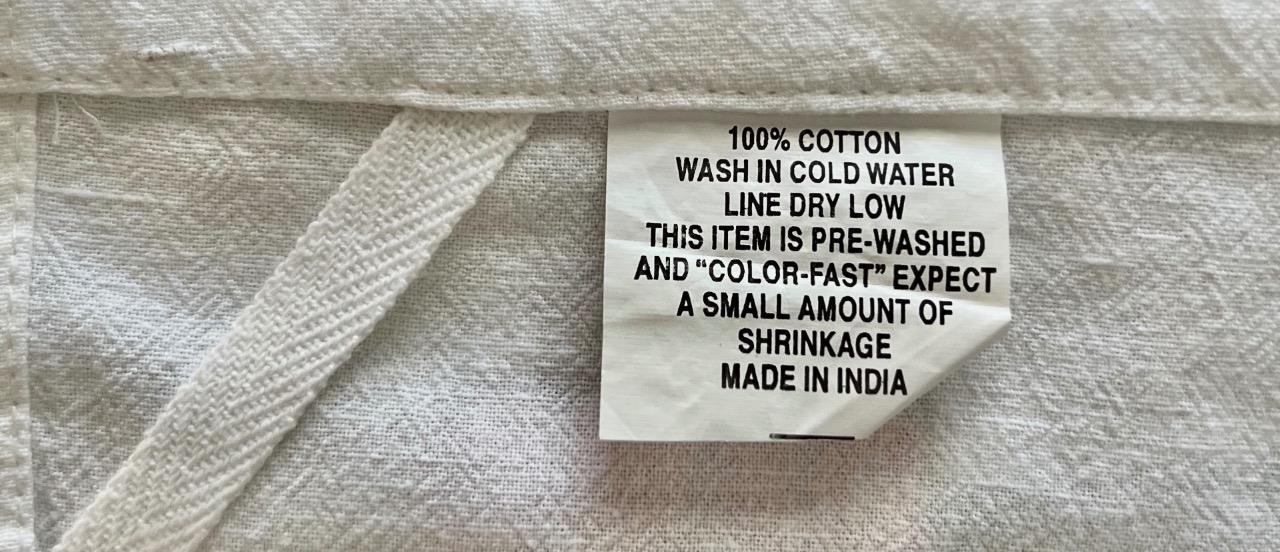 100% COTTON
WASH IN COLD WATER
LINE DRY LOW
THIS ITEM IS PRE-WASHED
AND “COLOR-FAST” EXPECT
A SMALL AMOUNT OF
SHRINKAGE
MADE IN INDIA